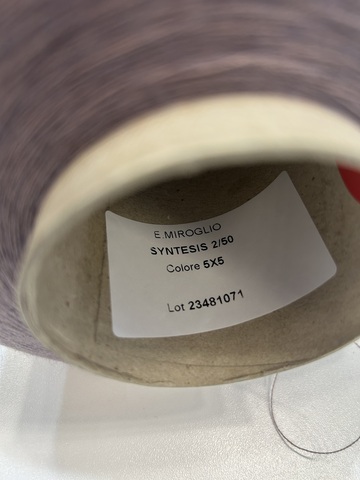 E.MIROGLIO
SYNTESIS 2/50
Colore 5X5
Lot 23481071